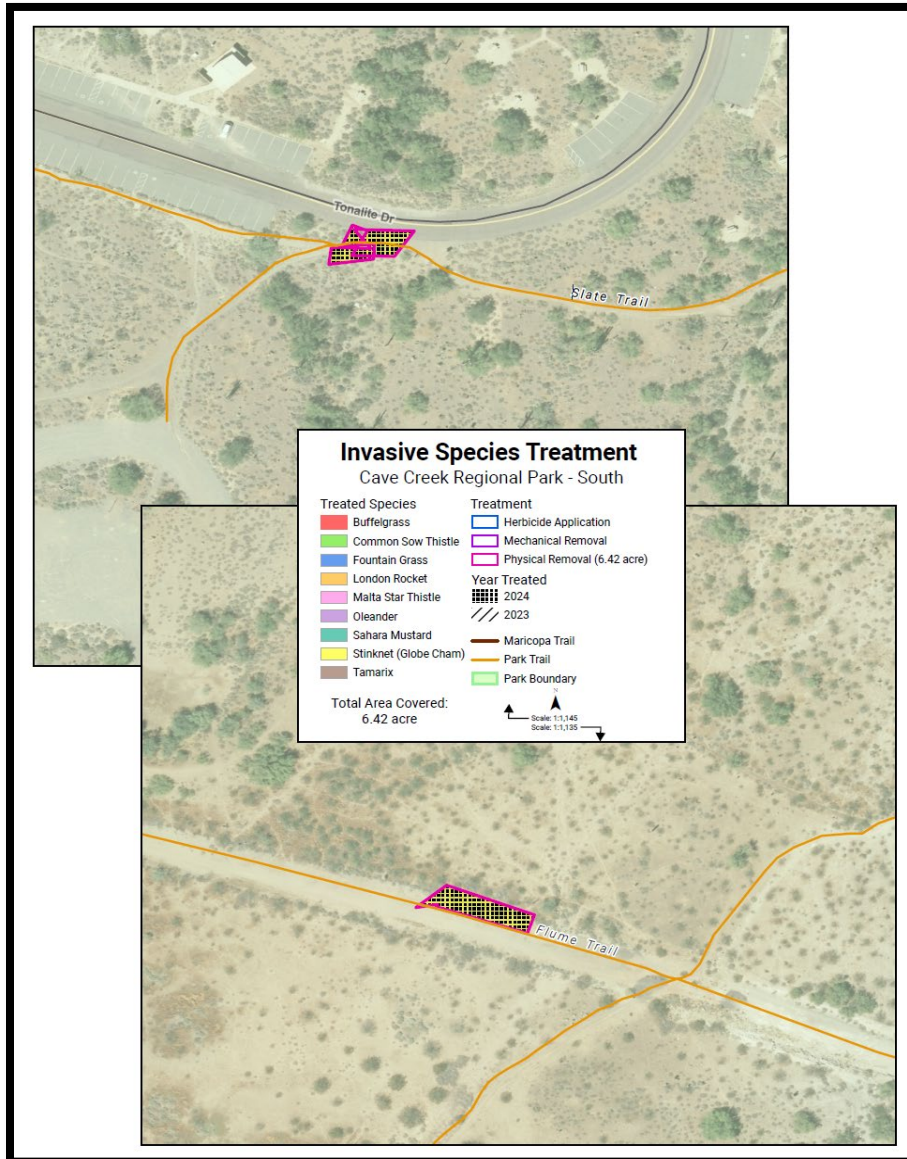 Tonalite Dr
Slate Trail
Invasive Species Treatment
Cave Creek Regional Park - South
Treated Species
Buffelgrass
Common Sow Thistle
Fountain Grass
London Rocket
Malta Star Thistle
Oleander
Sahara Mustard
Stinknet (Globe Cham)
Tamarix
Total Area Covered:
6.42 acre
Treatment
Herbicide Application
Mechanical Removal
Physical Removal (6.42 acre)
Year Treated
2024
2023
Maricopa Trail
Park Trail
Park Boundary
N
Scale: 1:1,145
Scale: 1:1,135
Flume Trail